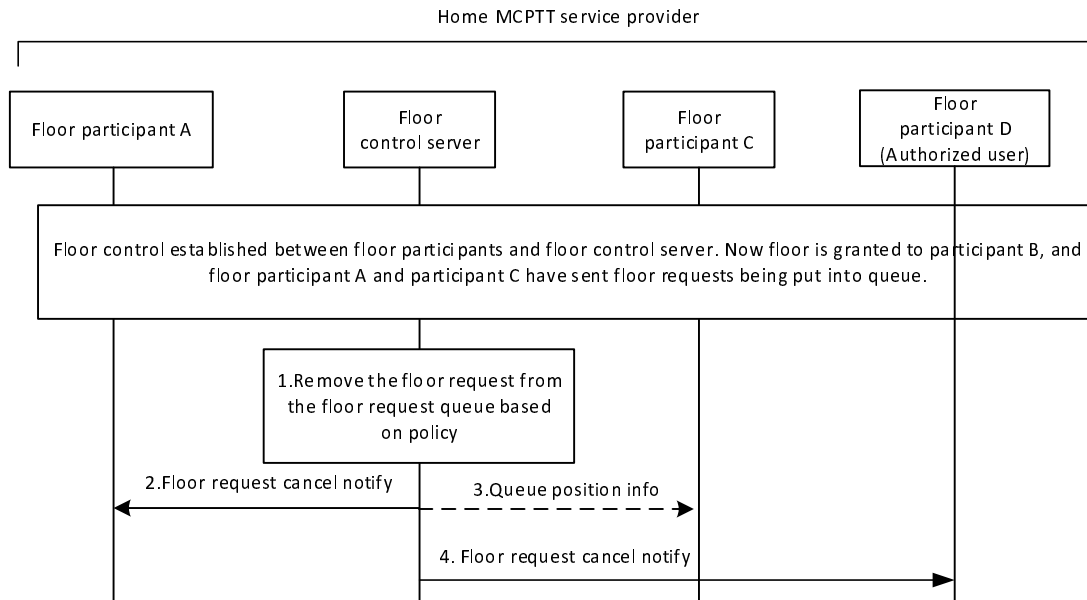 Home MCPTT service provider
Floor participant A
Floor
control server
Floor
participant C
Floor
participant D
(Authorized user)
Floor control established between floor participants and floor control server. Now floor is granted to participant B, and
floor participant A and participant C have sent floor requests being put into queue.
1.Remove the floor request from
the floor request queue based
on policy
2.Floor request cancel notify
3.Queue position info
4. Floor request cancel notify